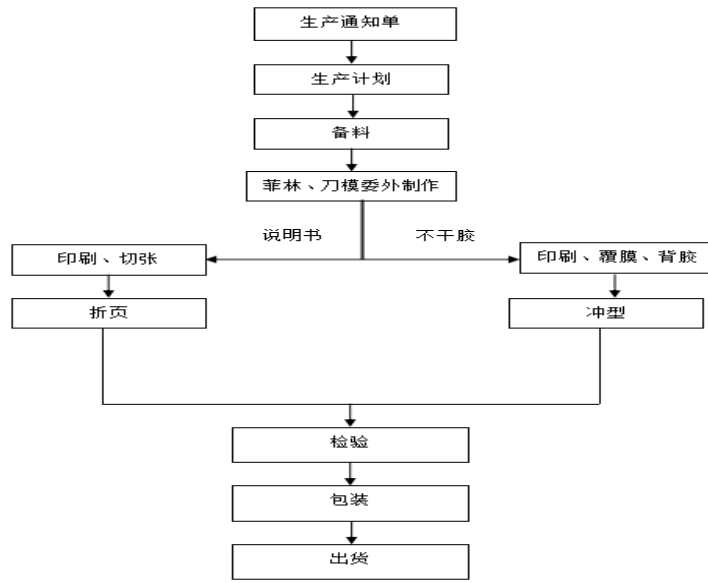 生产通知单
生产计划
备料
菲林、刀模委外制作
说明书
不干胶
印刷、切张
印刷、覆膜、背胶
折页
冲型
检验
包装
出货